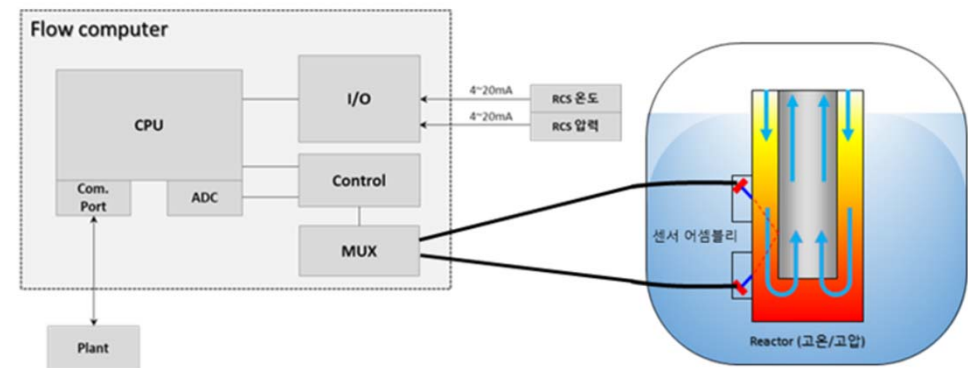 Flow computer
CPU
I/O
4~20mA
RCS 온도
4~20mA
RCS 압력
Com.
Port
ADC
Control
MUX
센서 어셈블리
Plant
Reactor (고온/고압)